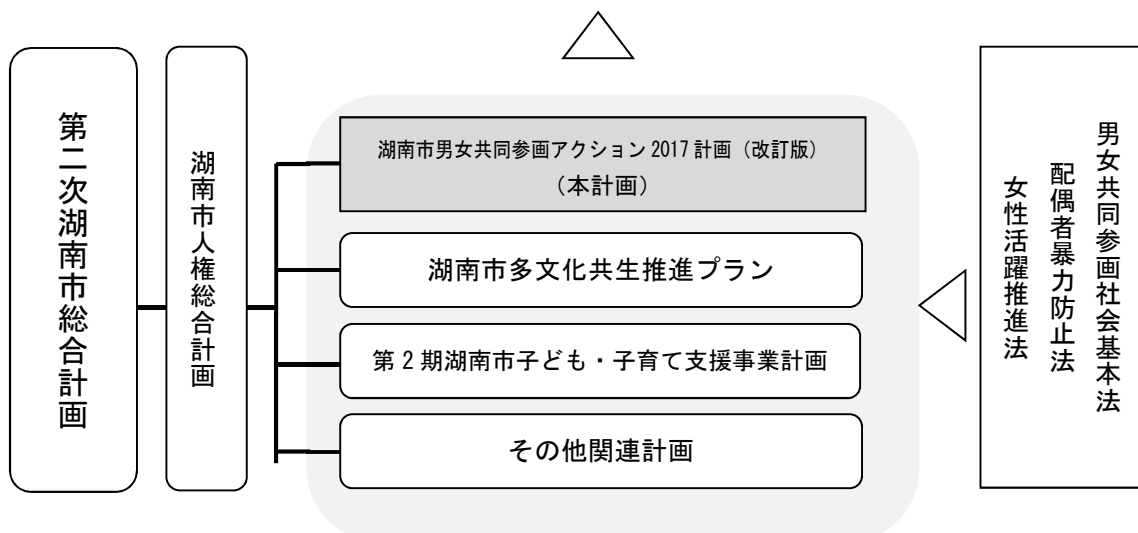 第二次湖南市総合計画
湖南市人権総合計画
湖南市男女共同参画アクション2017計画（改訂版）
（本計画）
湖南市多文化共生推進プラン
第2期湖南市子ども・子育て支援事業計画
その他関連計画
男女共同参画社会基本法
配偶者暴力防止法
女性活躍推進法